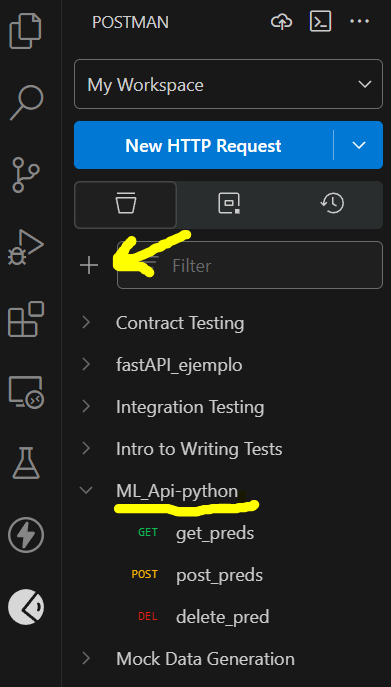 POSTMAN
My Workspace
New HTTP Request
Filter
Contract Testing
fastAPI_ejemplo
Integration Testing
Intro to Writing Tests
ML_Api-python
GET get_preds
POST post_preds
DEL delete_pred
Mock Data Generation